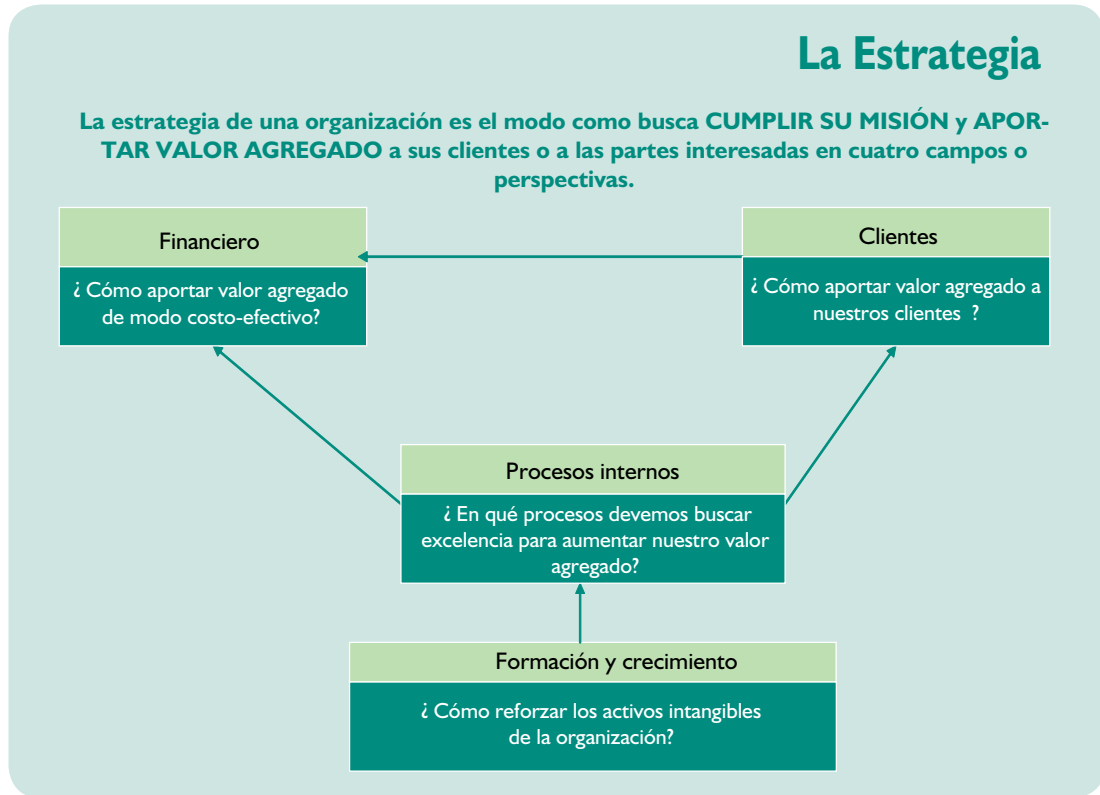 La Estrategia
La estrategia de una organización es el modo como busca CUMPLIR SU MISIÓN y APOR-
TAR VALOR AGREGADO a sus clientes o a las partes interesadas en cuatro campos o
perspectivas.
Financiero
¿ Cómo aportar valor agregado
de modo costo-efectivo?
Clientes
¿ Cómo aportar valor agregado a
nuestros clientes ?
Procesos internos
¿ En qué procesos devemos buscar
excelencia para aumentar nuestro valor
agregado?
Formación y crecimiento
¿ Cómo reforzar los activos intangibles
de la organización?